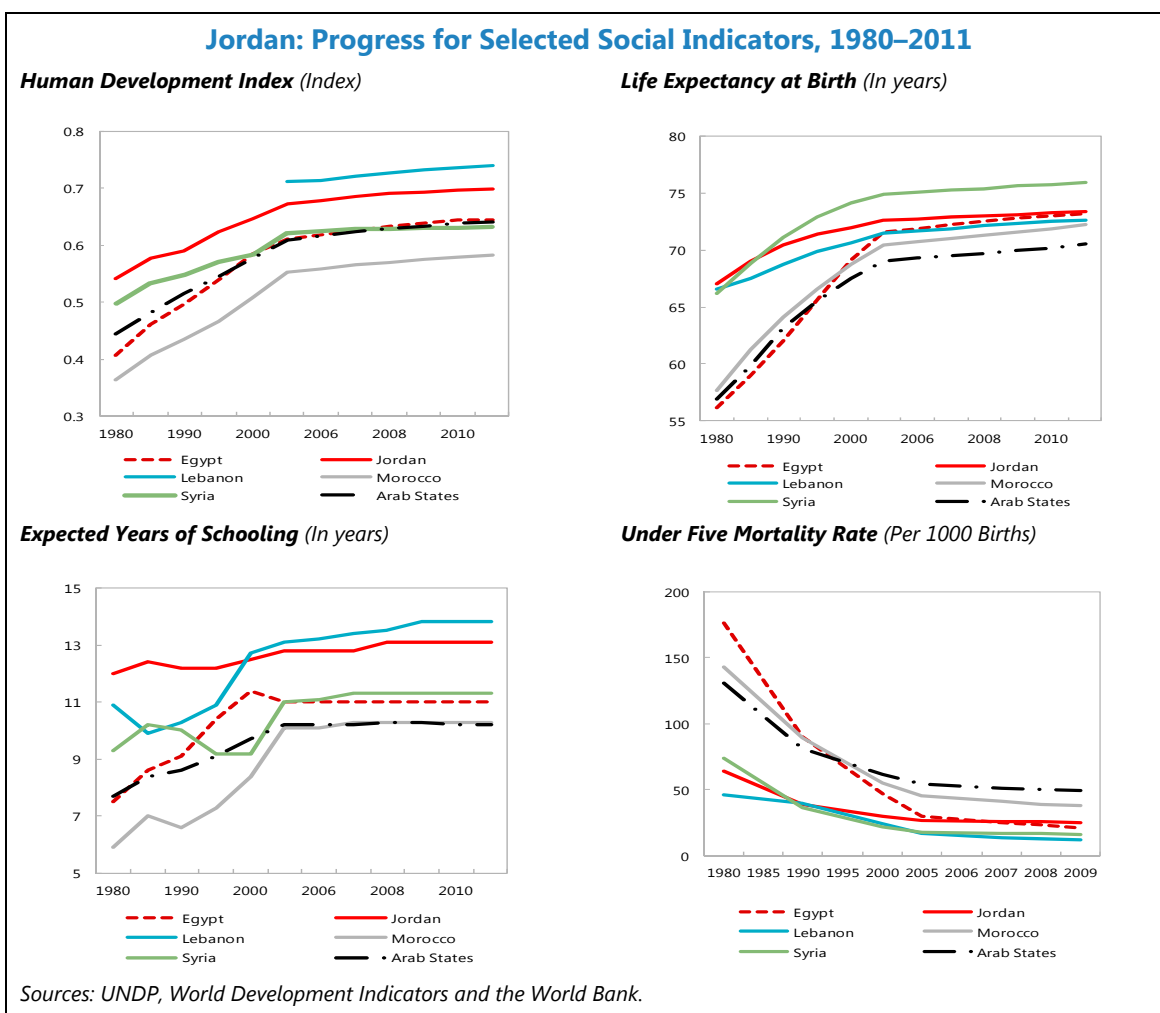 Jordan: Progress for Selected Social Indicators, 1980–2011
Human Development Index (Index)
0.8
0.7
0.6
0.5
0.4
0.3
1980 1990 2000 2006 2008 2010
Egypt Jordan
Lebanon Morocco
Syria Arab States
Life Expectancy at Birth (In years)
80
75
70
65
60
55
1980 1990 2000 2006 2008 2010
Egypt Jordan
Lebanon Morocco
Syria Arab States
Expected Years of Schooling (In years)
15
13
11
9
7
5
1980 1990 2000 2006 2008 2010
Egypt Jordan
Lebanon Morocco
Syria Arab States
Under Five Mortality Rate (Per 1000 Births)
200
150
100
50
0
1980 1985 1990 1995 2000 2005 2006 2007 2008 2009
Egypt Jordan
Lebanon Morocco
Syria Arab States
Sources: UNDP, World Development Indicators and the World Bank.